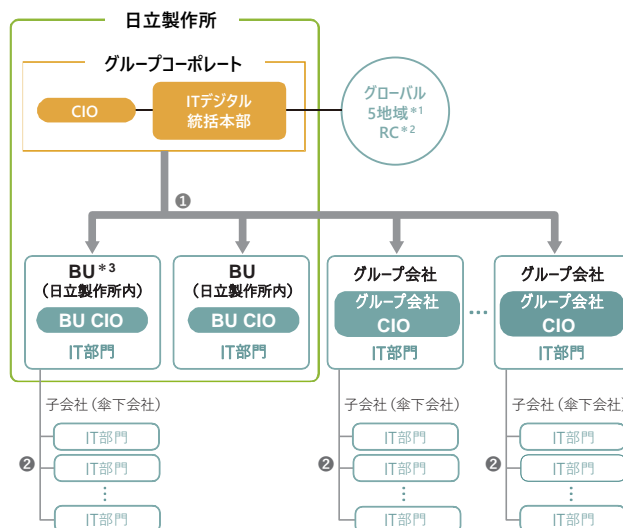 日立製作所
グループコーポレート
CIO
ITデジタル
統括本部
グローバル
5地域*1
RC*2
❶
BU*3
(日立製作所内)
BU CIO
IT部門
BU
(日立製作所内)
BU CIO
IT部門
グループ会社
グループ会社
CIO
IT部門
…
グループ会社
グループ会社
CIO
IT部門
子会社(傘下会社)
IT部門
❷
IT部門
⋮
IT部門
子会社(傘下会社)
IT部門
❷
IT部門
⋮
IT部門
子会社(傘下会社)
IT部門
❷
IT部門
⋮
IT部門